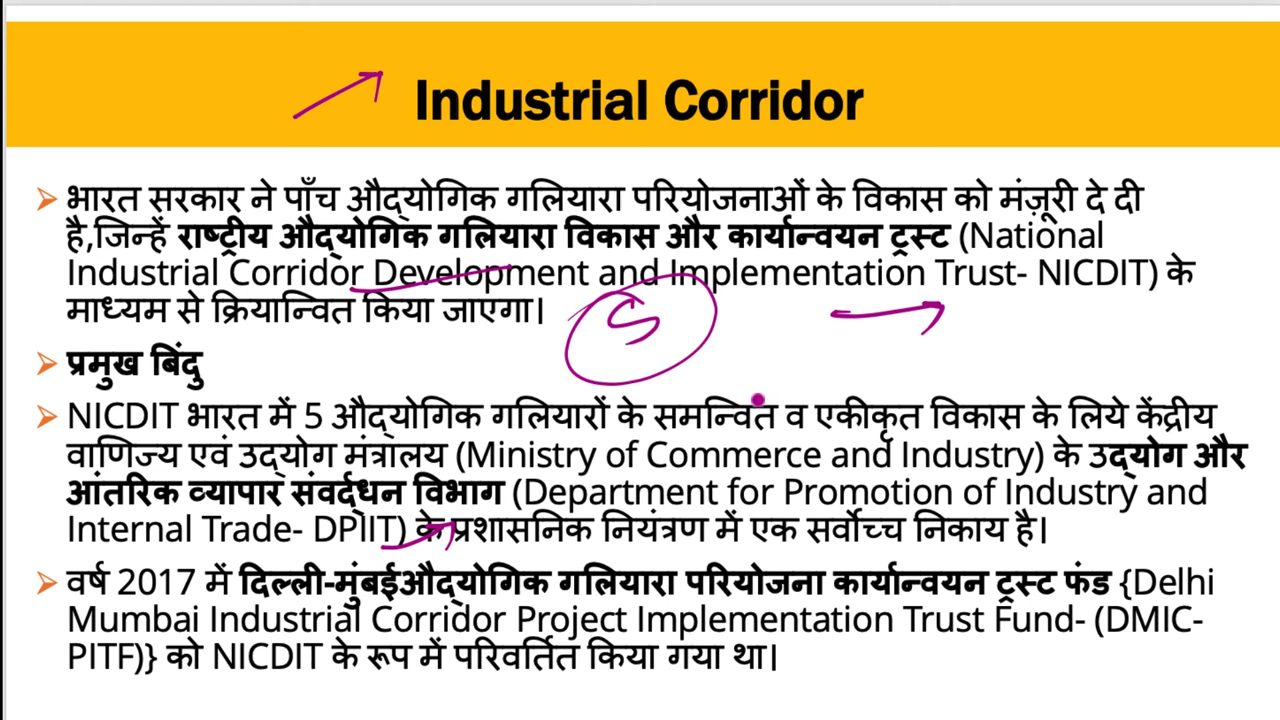 Industrial Corridor
भारत सरकार ने पाँच औद्योगिक गलियारा परियोजनाओं के विकास को मंज़ूरी दे दी
है,जिन्हें राष्ट्रीय औद्योगिक गलियारा विकास और कार्यान्वयन ट्रस्ट (National
Industrial Corridor Development and Implementation Trust- NICDIT) के
माध्यम से क्रियान्वित किया जाएगा।
5
प्रमुख बिंदु
NICDIT भारत में 5 औद्योगिक गलियारों के समन्वित व एकीकृत विकास के लिये केंद्रीय
वाणिज्य एवं उद्योग मंत्रालय (Ministry of Commerce and Industry) के उद्योग और
आंतरिक व्यापार संवर्द्धन विभाग (Department for Promotion of Industry and
Internal Trade- DPIIT) के प्रशासनिक नियंत्रण में एक सर्वोच्च निकाय है।
वर्ष 2017 में दिल्ली-मुंबईऔद्योगिक गलियारा परियोजना कार्यान्वयन ट्रस्ट फंड {Delhi
Mumbai Industrial Corridor Project Implementation Trust Fund- (DMIC-
PITF)} को NICDIT के रूप में परिवर्तित किया गया था।